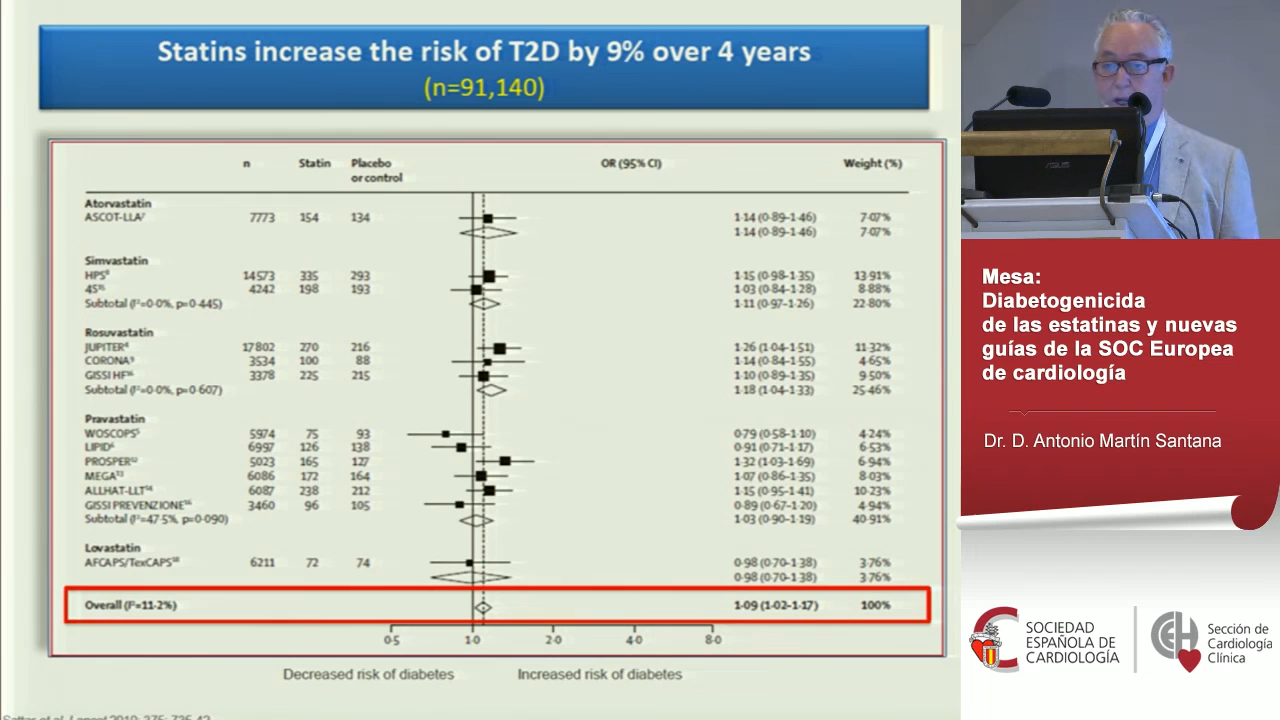 Statins increase the risk of T2D by 9% over 4 years
(n=91,140)
n Statin Placebo or control OR (95% CI) Weight (%)
Atorvastatin
ASCOT-LLA⁷ 7773 154 134 1·14 (0·89–1·46) 7·07%
1·14 (0·89–1·46) 7·07%
Simvastatin
HPS⁸ 14573 335 293 1·15 (0·98–1·35) 13·91%
4S¹⁵ 4242 198 193 1·03 (0·84–1·28) 8·88%
Subtotal (I²=0·0%, p=0·445) 1·11 (0·97–1·26) 22·80%
Rosuvastatin
JUPITER⁴ 17802 270 216 1·26 (1·04–1·51) 11·32%
CORONA⁹ 3534 100 88 1·14 (0·84–1·55) 4·65%
GISSI HF¹⁶ 3378 225 215 1·10 (0·89–1·35) 9·50%
Subtotal (I²=0·0%, p=0·607) 1·18 (1·04–1·33) 25·46%
Pravastatin
WOSCOPS⁵ 5974 75 93 0·79 (0·58–1·10) 4·24%
LIPID⁶ 6997 126 138 0·91 (0·71–1·17) 6·53%
PROSPER¹² 5023 165 127 1·32 (1·03–1·69) 6·94%
MEGA¹³ 6086 172 164 1·07 (0·86–1·35) 8·03%
ALLHAT-LLT¹⁴ 6087 238 212 1·15 (0·95–1·41) 10·23%
GISSI PREVENZIONE¹⁶ 3460 96 105 0·89 (0·67–1·20) 4·94%
Subtotal (I²=47·5%, p=0·090) 1·03 (0·90–1·19) 40·91%
Lovastatin
AFCAPS/TexCAPS¹⁸ 6211 72 74 0·98 (0·70–1·38) 3·76%
0·98 (0·70–1·38) 3·76%
Overall (I²=11·2%) 1·09 (1·02–1·17) 100%
0·5 1·0 2·0 4·0 8·0
Decreased risk of diabetes Increased risk of diabetes
ASUS
Mesa:
Diabetogenicida
de las estatinas y nuevas
guías de la SOC Europea
de cardiología
Dr. D. Antonio Martín Santana
SOCIEDAD
ESPAÑOLA DE
CARDIOLOGÍA
Sección de
Cardiología
Clínica